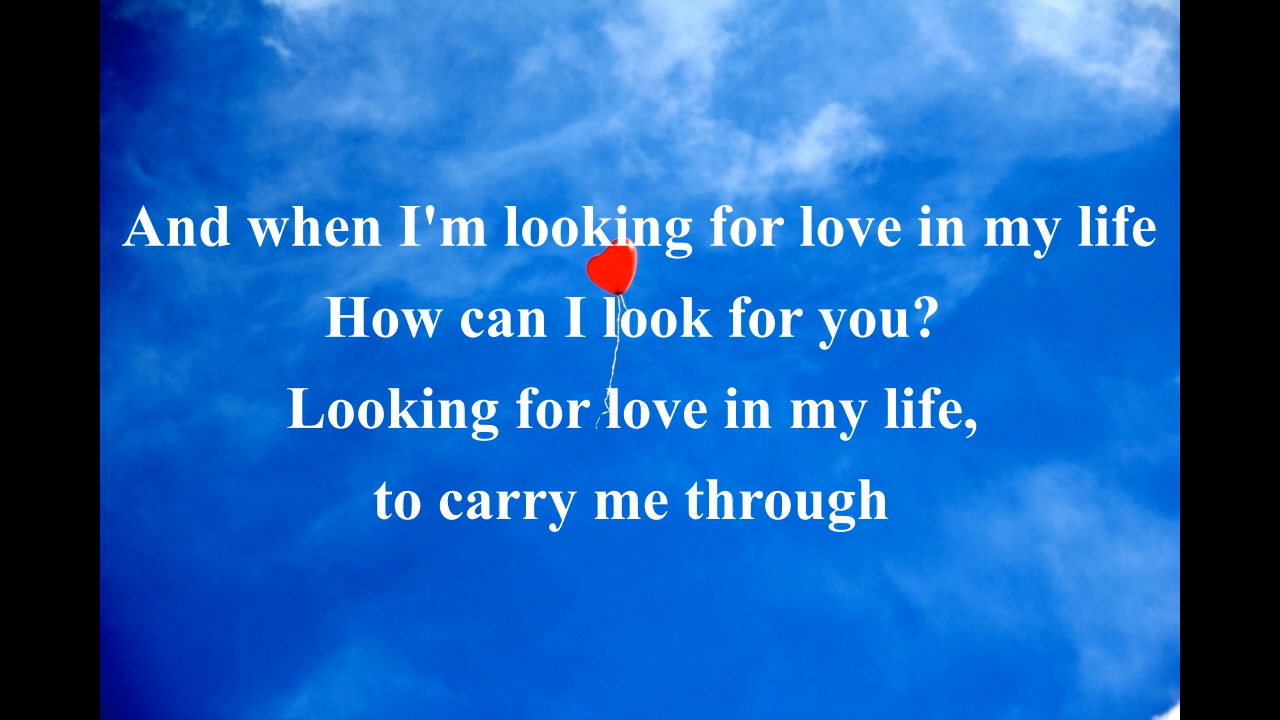 And when I'm looking for love in my life
How can I look for you?
Looking for love in my life,
to carry me through